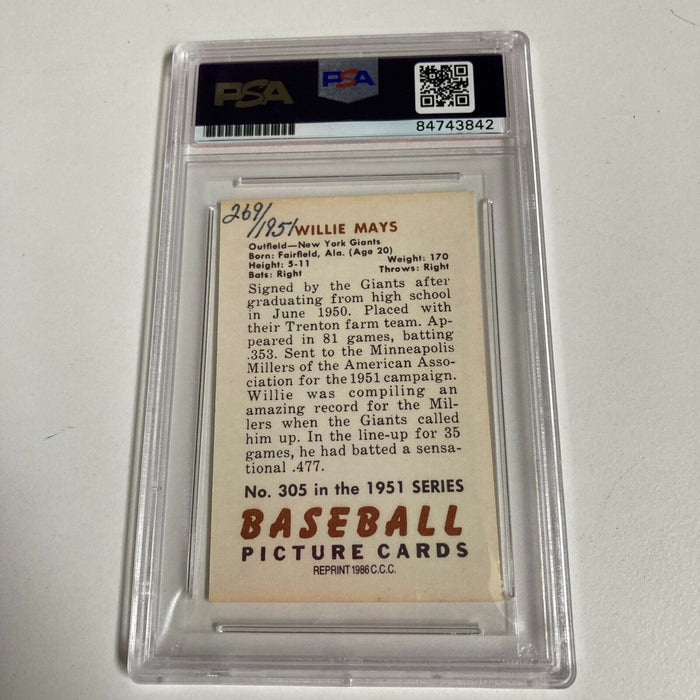 PSA PSA
84743842
269/
1951 WILLIE MAYS
Outfield—New York Giants
Born: Fairfield, Ala. (Age 20)
Height: 5-11 Weight: 170
Bats: Right Throws: Right
Signed by the Giants after
graduating from high school
in June 1950. Placed with
their Trenton farm team. Ap-
peared in 81 games, batting
.353. Sent to the Minneapolis
Millers of the American Asso-
ciation for the 1951 campaign.
Willie was compiling an
amazing record for the Mil-
lers when the Giants called
him up. In the line-up for 35
games, he had batted a sensa-
tional .477.
No. 305 in the 1951 SERIES
BASEBALL
PICTURE CARDS
REPRINT 1986 C.C.C.